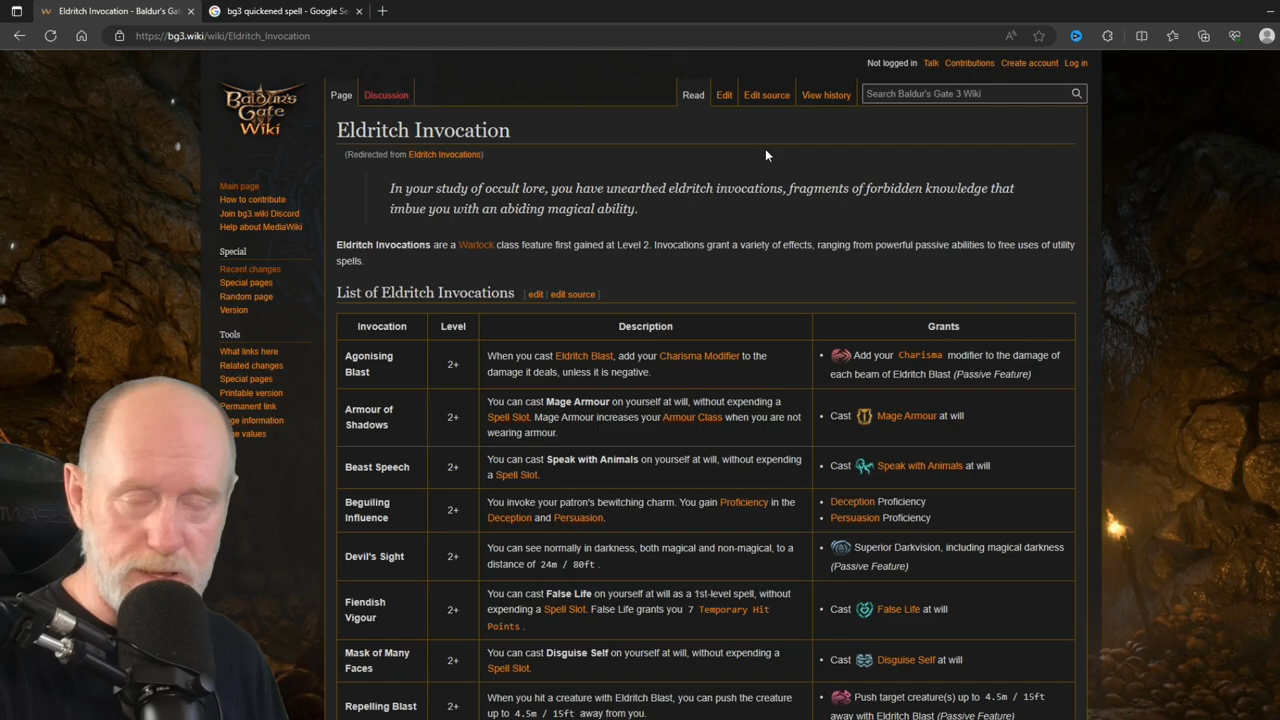 Eldritch Invocation - Baldur's Ga
bg3 quickened spell - Google Se
https://bg3.wiki/wiki/Eldritch_Invocation
Not logged in Talk Contributions Create account Log in
Baldur's Gate Wiki
Page Discussion Read Edit Edit source View history Search Baldur's Gate 3 Wiki
Main page
How to contribute
Join bg3.wiki Discord
Help about MediaWiki
Special
Recent changes
Special pages
Random page
Version
Tools
What links here
Related changes
Special pages
Printable version
Permanent link
information
values
Eldritch Invocation
(Redirected from Eldritch Invocations)
In your study of occult lore, you have unearthed eldritch invocations, fragments of forbidden knowledge that
imbue you with an abiding magical ability.
Eldritch Invocations are a Warlock class feature first gained at Level 2. Invocations grant a variety of effects, ranging from powerful passive abilities to free uses of utility
spells.
List of Eldritch Invocations [ edit | edit source ]
Invocation Level Description Grants
Agonising
Blast
2+
When you cast Eldritch Blast, add your Charisma Modifier to the
damage it deals, unless it is negative.
• Add your Charisma modifier to the damage of
each beam of Eldritch Blast (Passive Feature)
Armour of
Shadows
2+
You can cast Mage Armour on yourself at will, without expending a
Spell Slot. Mage Armour increases your Armour Class when you are not
wearing armour.
• Cast Mage Armour at will
Beast Speech
2+
You can cast Speak with Animals on yourself at will, without expending
a Spell Slot.
• Cast Speak with Animals at will
Beguiling
Influence
2+
You invoke your patron's bewitching charm. You gain Proficiency in the
Deception and Persuasion.
• Deception Proficiency
• Persuasion Proficiency
Devil's Sight
2+
You can see normally in darkness, both magical and non-magical, to a
distance of 24m / 80ft .
• Superior Darkvision, including magical darkness
(Passive Feature)
Fiendish
Vigour
2+
You can cast False Life on yourself at will as a 1st-level spell, without
expending a Spell Slot. False Life grants you 7 Temporary Hit
Points .
• Cast False Life at will
Mask of Many
Faces
2+
You can cast Disguise Self on yourself at will, without expending a
Spell Slot.
• Cast Disguise Self at will
Repelling Blast
2+
When you hit a creature with Eldritch Blast, you can push the creature
up to 4.5m / 15ft away from you.
• Push target creature(s) up to 4.5m / 15ft
away with Eldritch Blast (Passive Feature)